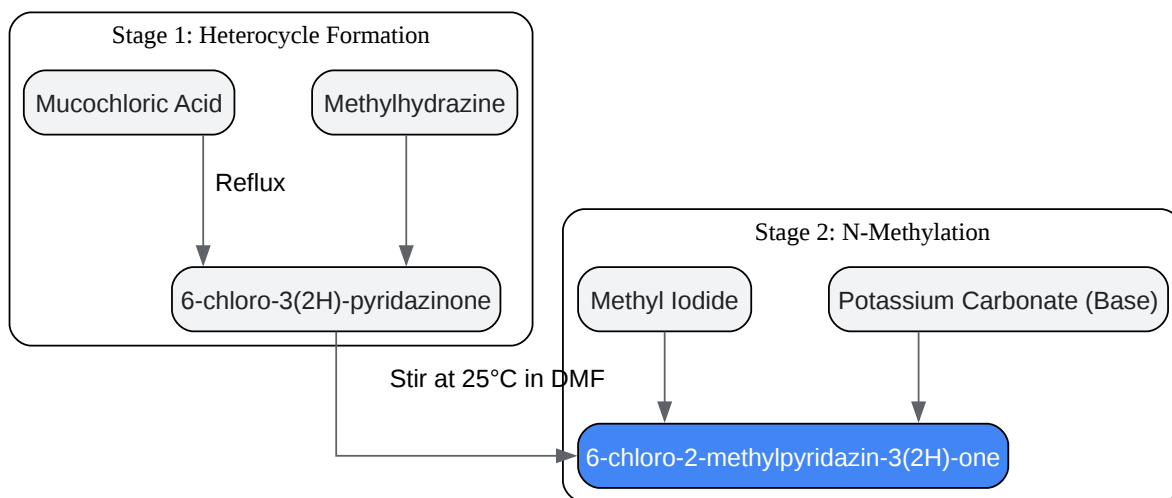 Stage 1: Heterocycle Formation
Mucochloric Acid
Methylhydrazine
Reflux
6-chloro-3(2H)-pyridazinone
Stage 2: N-Methylation
Methyl Iodide
Potassium Carbonate (Base)
Stir at 25°C in DMF
6-chloro-2-methylpyridazin-3(2H)-one